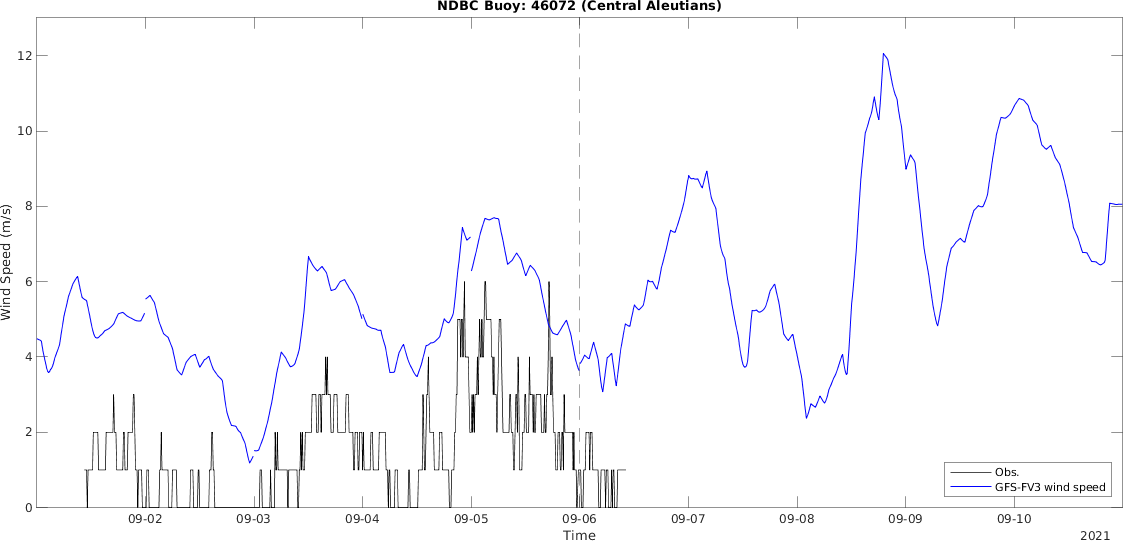 NDBC Buoy: 46072 (Central Aleutians)
Wind Speed (m/s)
12
10
8
6
4
2
0
Obs.
GFS-FV3 wind speed
09-02 09-03 09-04 09-05 09-06 09-07 09-08 09-09 09-10
Time
2021